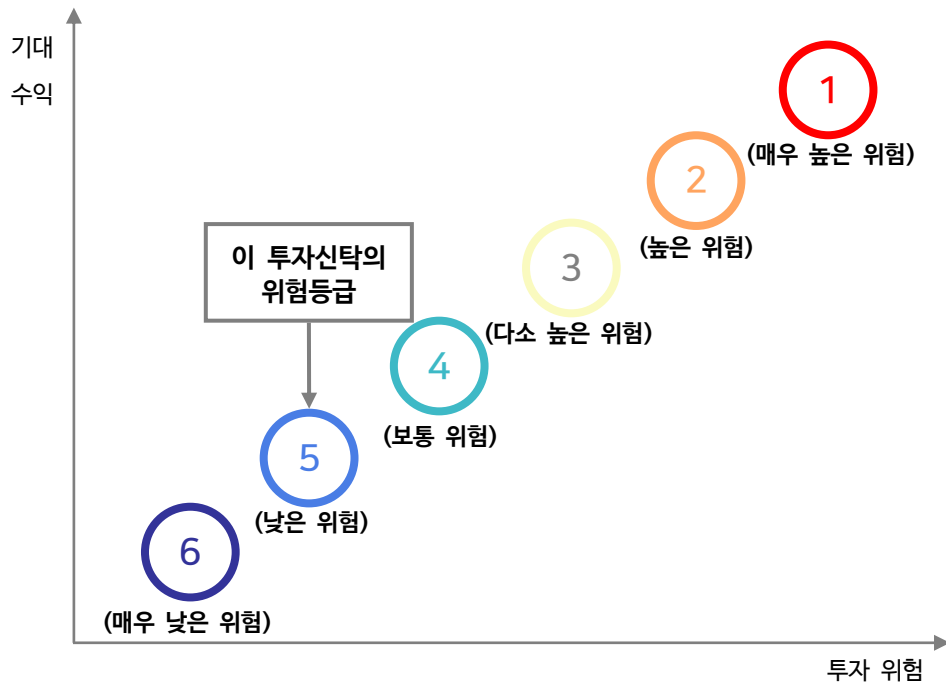 기대
수익
1
(매우 높은 위험)
2
(높은 위험)
이 투자신탁의
위험등급
3
(다소 높은 위험)
4
(보통 위험)
5
(낮은 위험)
6
(매우 낮은 위험)
투자 위험